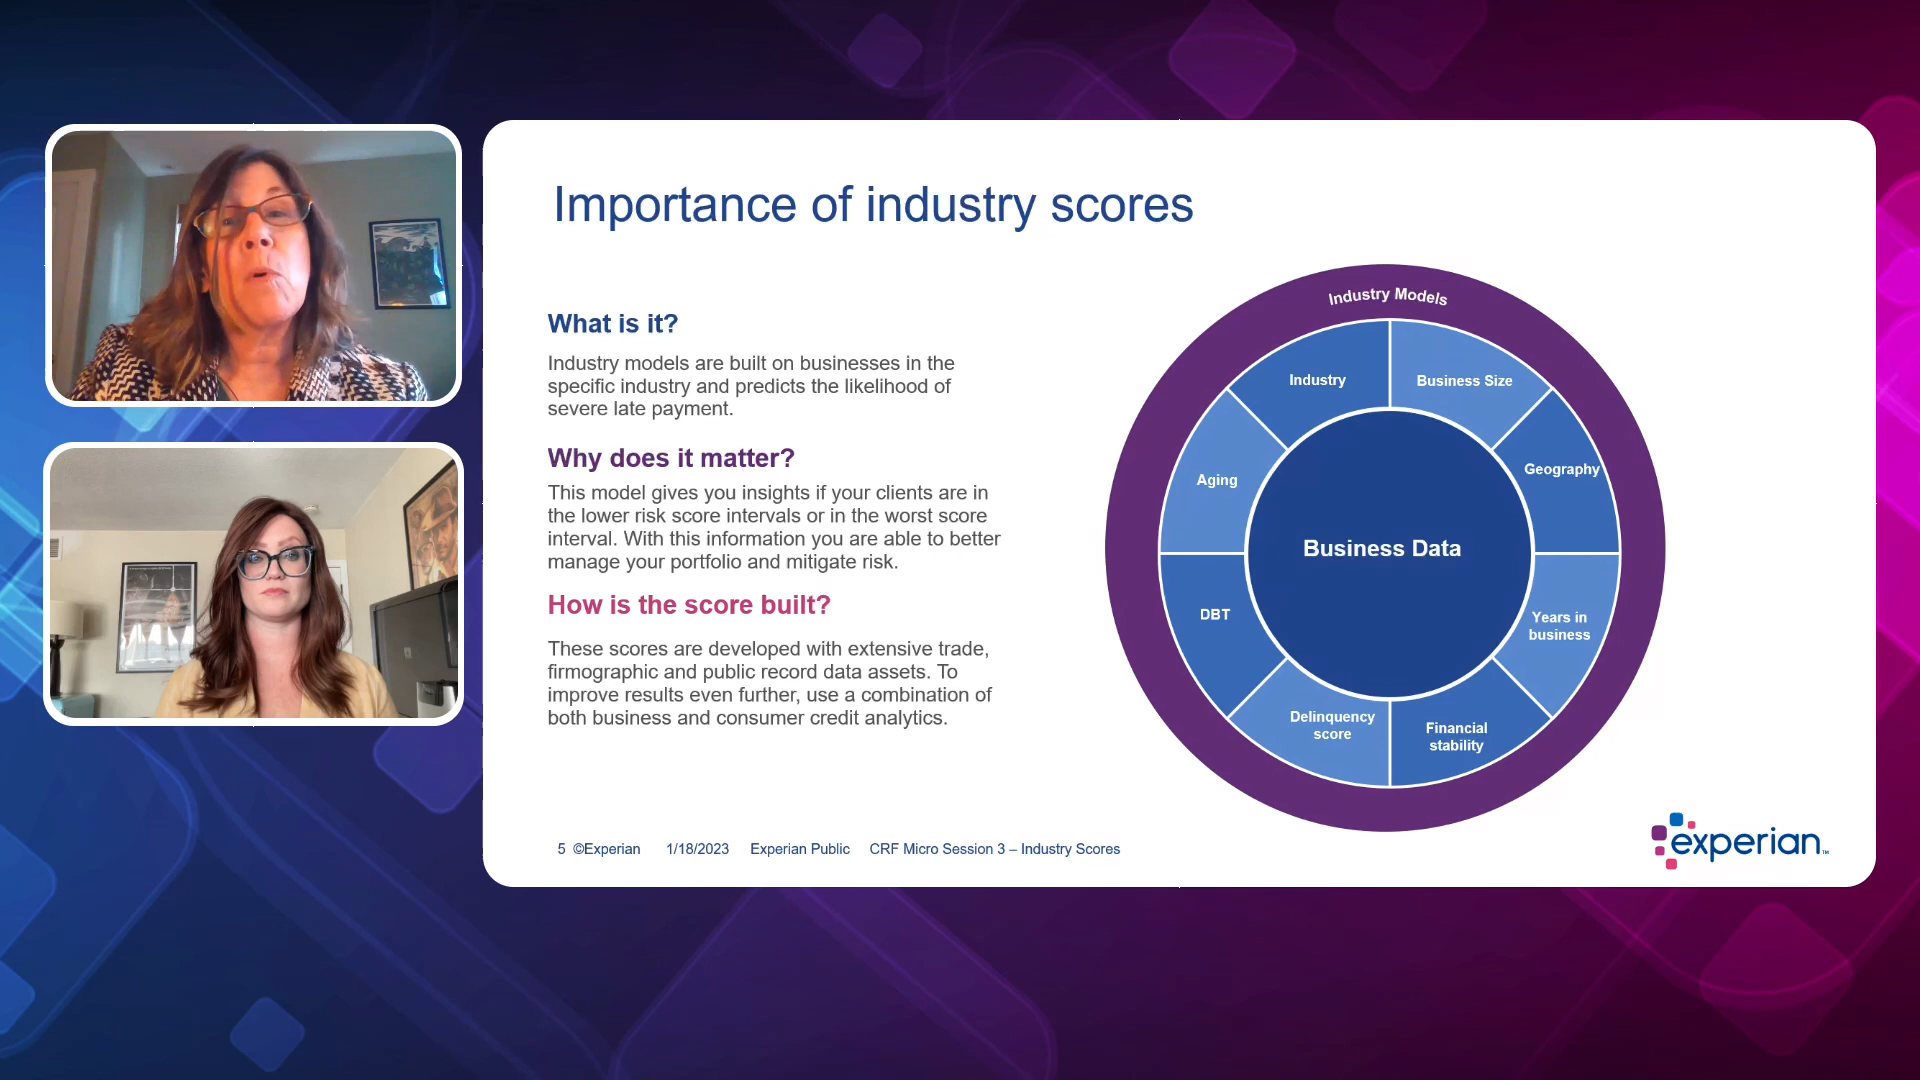 Importance of industry scores
What is it?
Industry models are built on businesses in the
specific industry and predicts the likelihood of
severe late payment.
Why does it matter?
This model gives you insights if your clients are in
the lower risk score intervals or in the worst score
interval. With this information you are able to better
manage your portfolio and mitigate risk.
How is the score built?
These scores are developed with extensive trade,
firmographic and public record data assets. To
improve results even further, use a combination of
both business and consumer credit analytics.
Industry Models
Industry
Business Size
Geography
Years in
business
Financial
stability
Delinquency
score
DBT
Aging
Business Data
5 ©Experian 1/18/2023 Experian Public CRF Micro Session 3 – Industry Scores
experian™